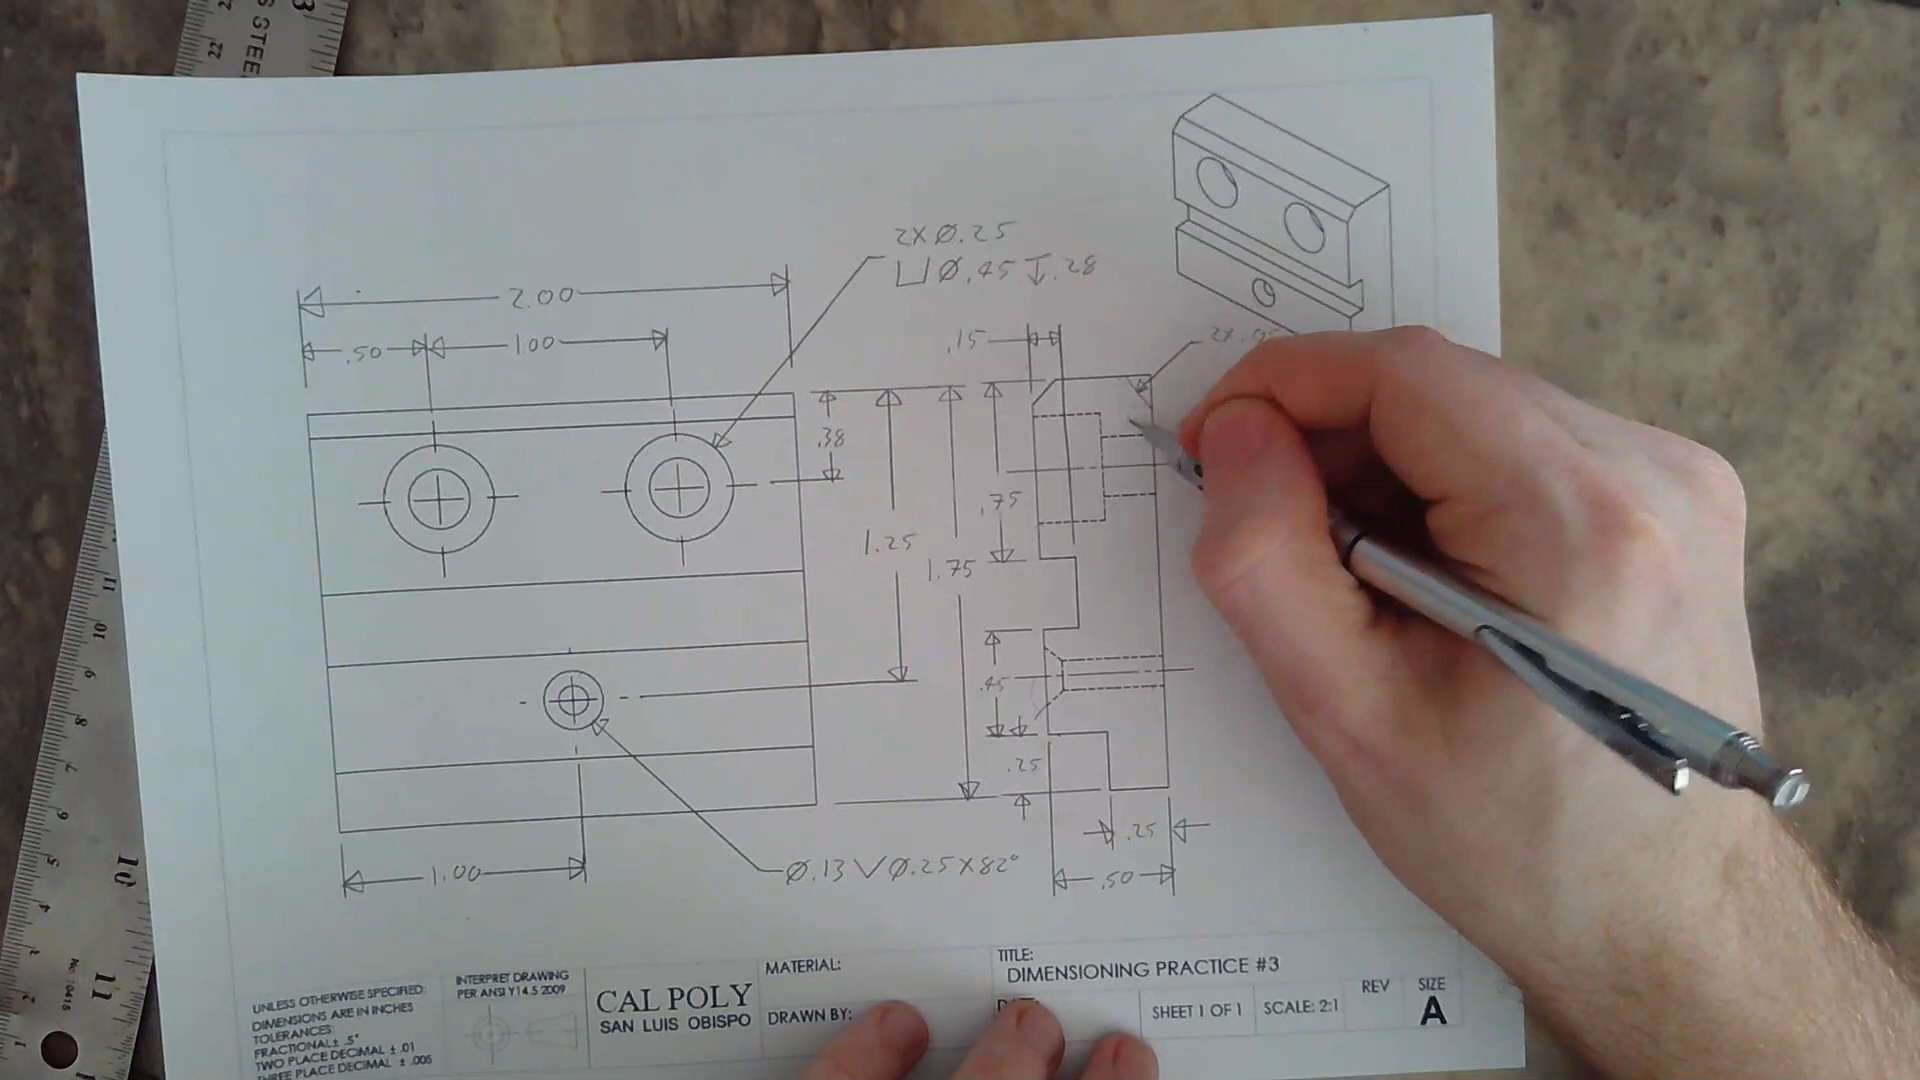 S STEEL
22
3
2X Ø.25
⌴ Ø.45 ↧.28
2.00
.50
1.00
.15
2X
.38
.75
1.25
1.75
.45
.25
.25
.50
1.00
Ø.13 ∨ Ø.25 X 82°
11
10
9
8
7
6
5
4
3
2
1
10
11
No. 
UNLESS OTHERWISE SPECIFIED:
DIMENSIONS ARE IN INCHES
TOLERANCES:
FRACTIONAL ± .5"
TWO PLACE DECIMAL ± .01
THREE PLACE DECIMAL ± .005
INTERPRET DRAWING
PER ANSI Y14.5 2009
CAL POLY
SAN LUIS OBISPO
MATERIAL:
DRAWN BY:
TITLE:
DIMENSIONING PRACTICE #3
SHEET 1 OF 1
SCALE: 2:1
REV
SIZE
A